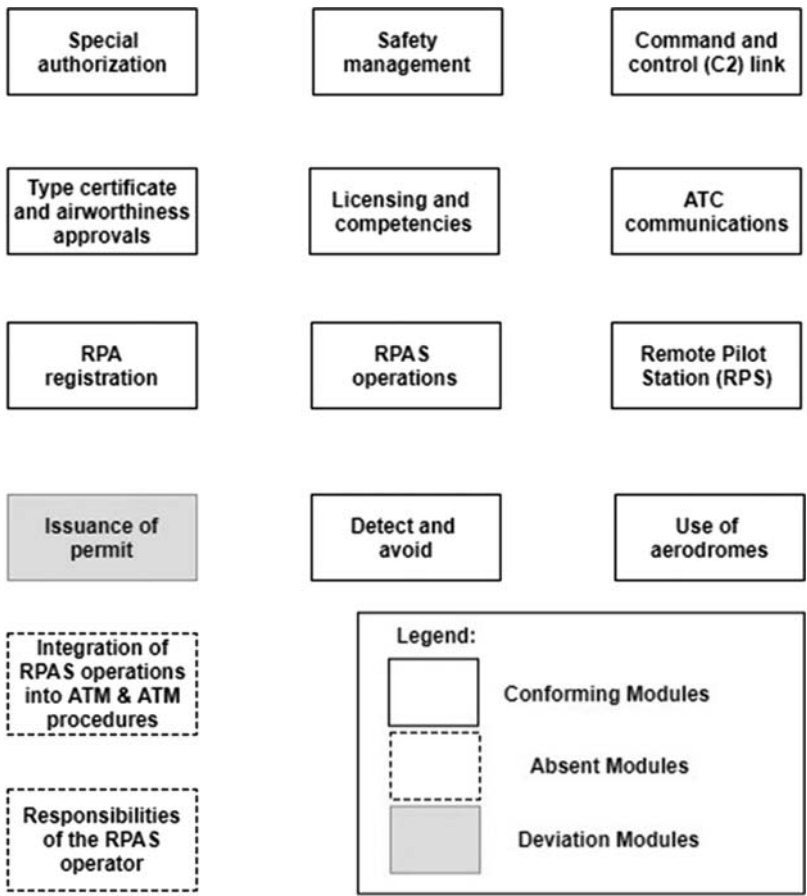 Special
authorization
Safety
management
Command and
control (C2) link
Type certificate
and airworthiness
approvals
Licensing and
competencies
ATC
communications
RPA
registration
RPAS
operations
Remote Pilot
Station (RPS)
Issuance of
permit
Detect and
avoid
Use of
aerodromes
Integration of
RPAS operations
into ATM & ATM
procedures
Responsibilities
of the RPAS
operator
Legend:
Conforming Modules
Absent Modules
Deviation Modules